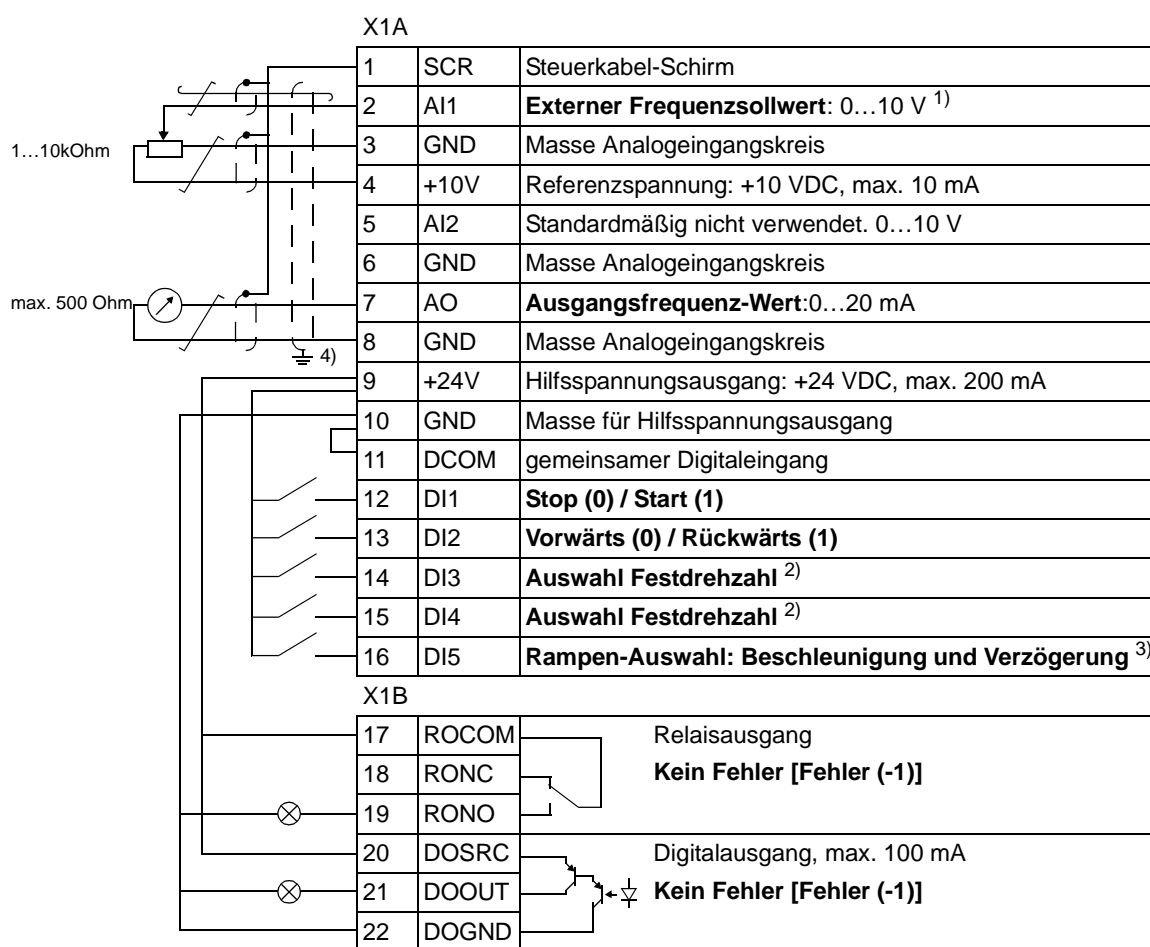 X1A
1 SCR Steuerkabel-Schirm
2 AI1 Externer Frequenzsollwert: 0…10 V 1)
1…10kOhm
3 GND Masse Analogeingangskreis
4 +10V Referenzspannung: +10 VDC, max. 10 mA
5 AI2 Standardmäßig nicht verwendet. 0…10 V
6 GND Masse Analogeingangskreis
max. 500 Ohm
7 AO Ausgangsfrequenz-Wert:0…20 mA
8 GND Masse Analogeingangskreis
4)
9 +24V Hilfsspannungsausgang: +24 VDC, max. 200 mA
10 GND Masse für Hilfsspannungsausgang
11 DCOM gemeinsamer Digitaleingang
12 DI1 Stop (0) / Start (1)
13 DI2 Vorwärts (0) / Rückwärts (1)
14 DI3 Auswahl Festdrehzahl 2)
15 DI4 Auswahl Festdrehzahl 2)
16 DI5 Rampen-Auswahl: Beschleunigung und Verzögerung 3)
X1B
17 ROCOM Relaisausgang
18 RONC Kein Fehler [Fehler (-1)]
19 RONO
20 DOSRC Digitalausgang, max. 100 mA
21 DOOUT Kein Fehler [Fehler (-1)]
22 DOGND